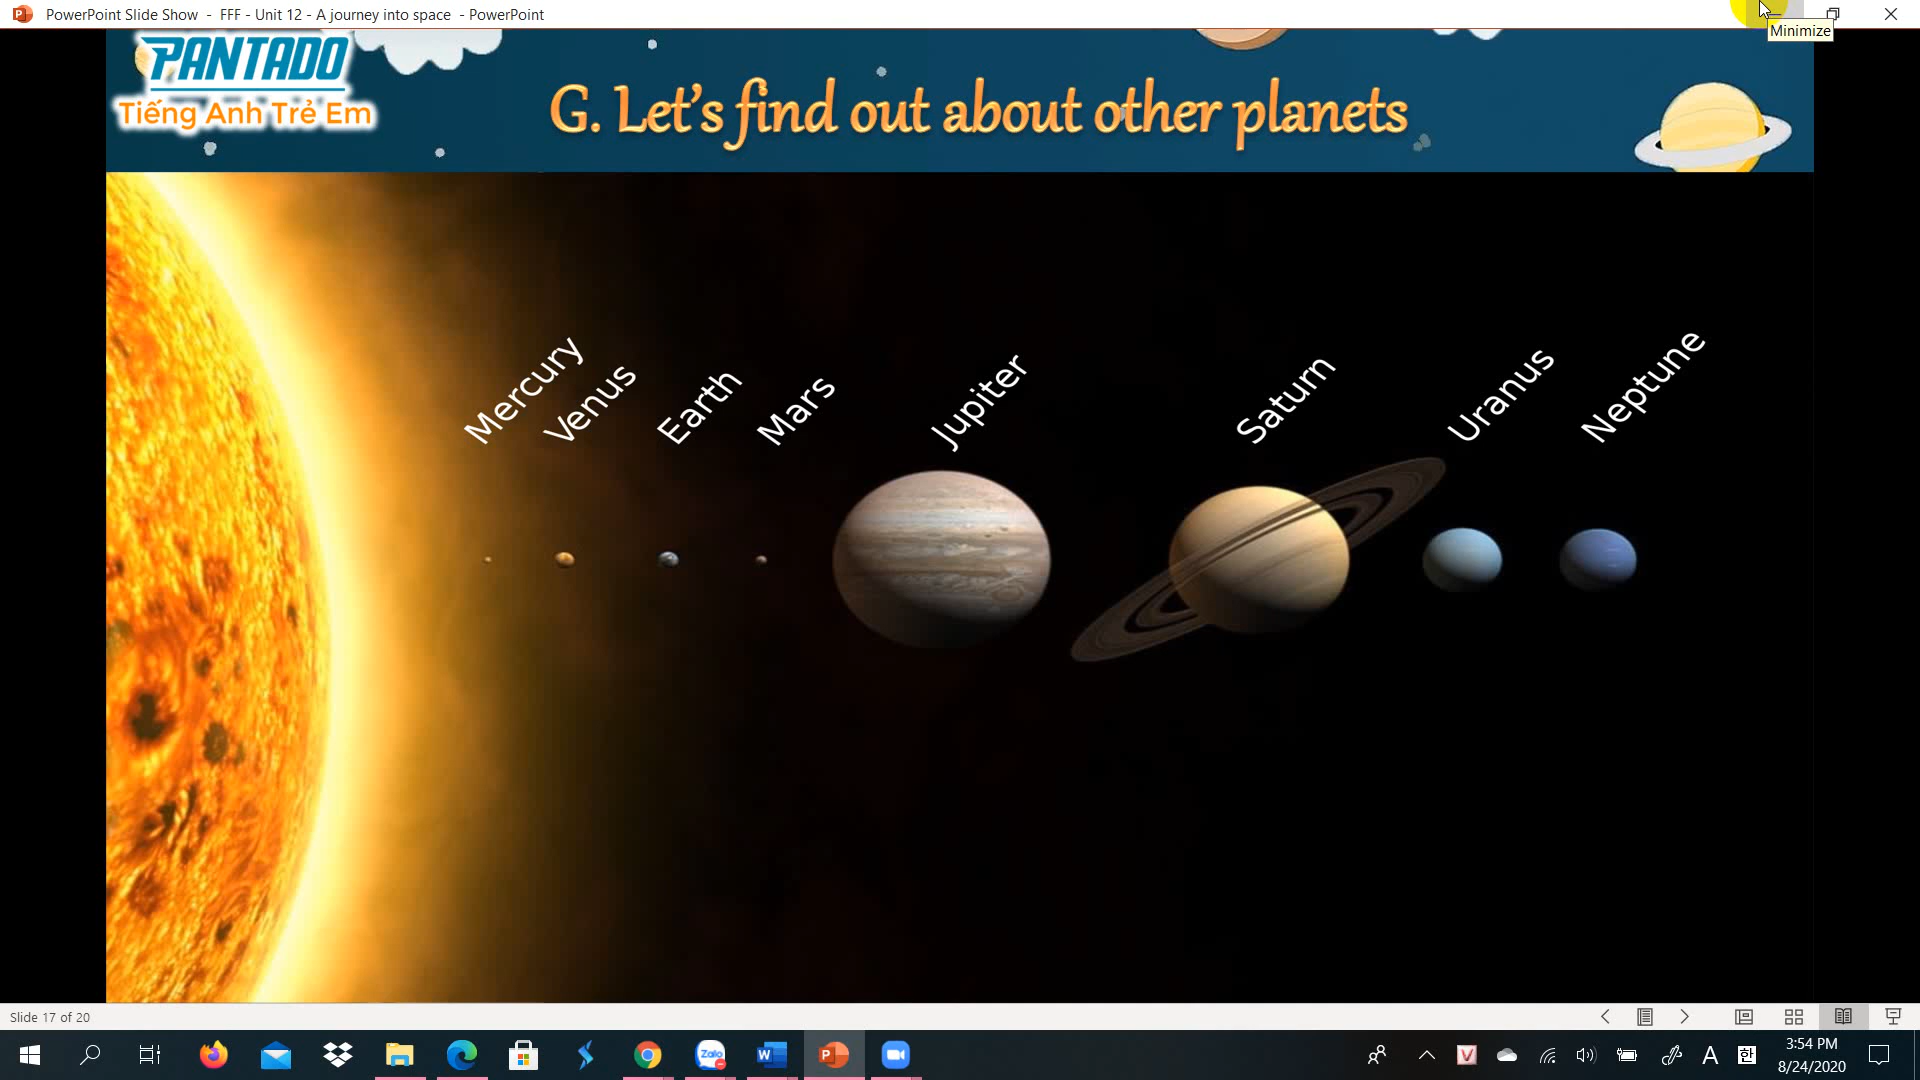 PowerPoint Slide Show - FFF - Unit 12 - A journey into space - PowerPoint
Minimize
PANTADO
Tiếng Anh Trẻ Em
G. Let's find out about other planets
Mercury
Venus
Earth
Mars
Jupiter
Saturn
Uranus
Neptune
Slide 17 of 20
Zalo
A
한
3:54 PM
8/24/2020